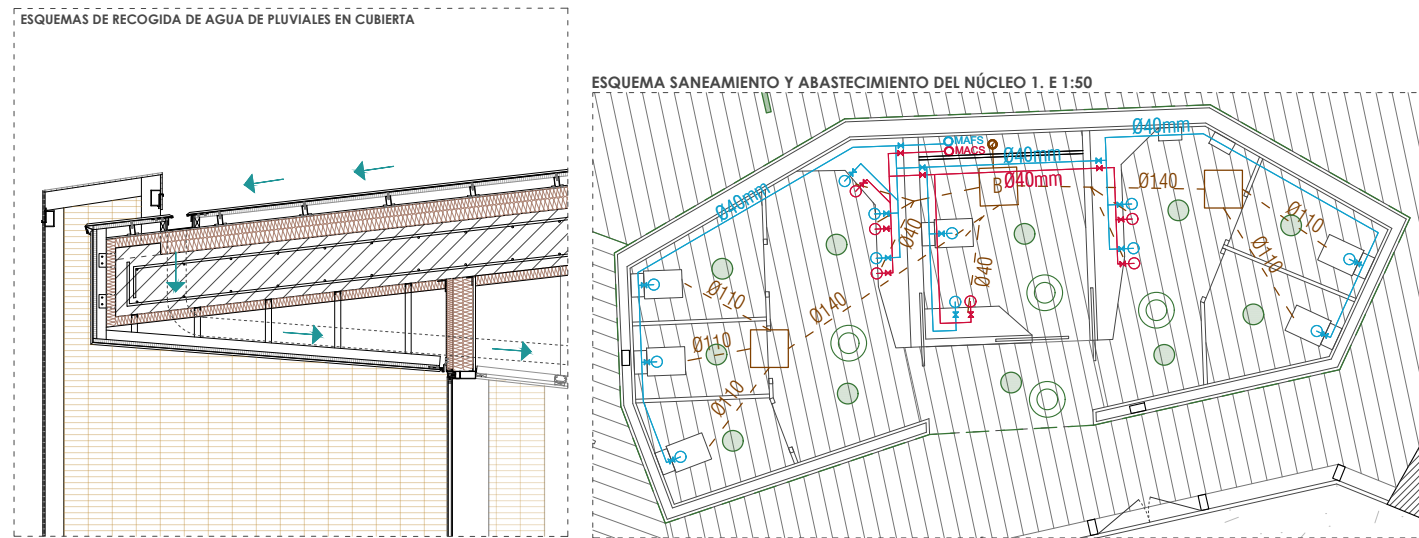 ESQUEMAS DE RECOGIDA DE AGUA DE PLUVIALES EN CUBIERTA
ESQUEMA SANEAMIENTO Y ABASTECIMIENTO DEL NÚCLEO 1. E 1:50
Ø40mm
MAFS
MACS
Ø40mm
Ø40mm
Ø40mm
B
Ø140
Ø110
Ø110
Ø40
Ø40
Ø110
Ø140
Ø110
Ø110